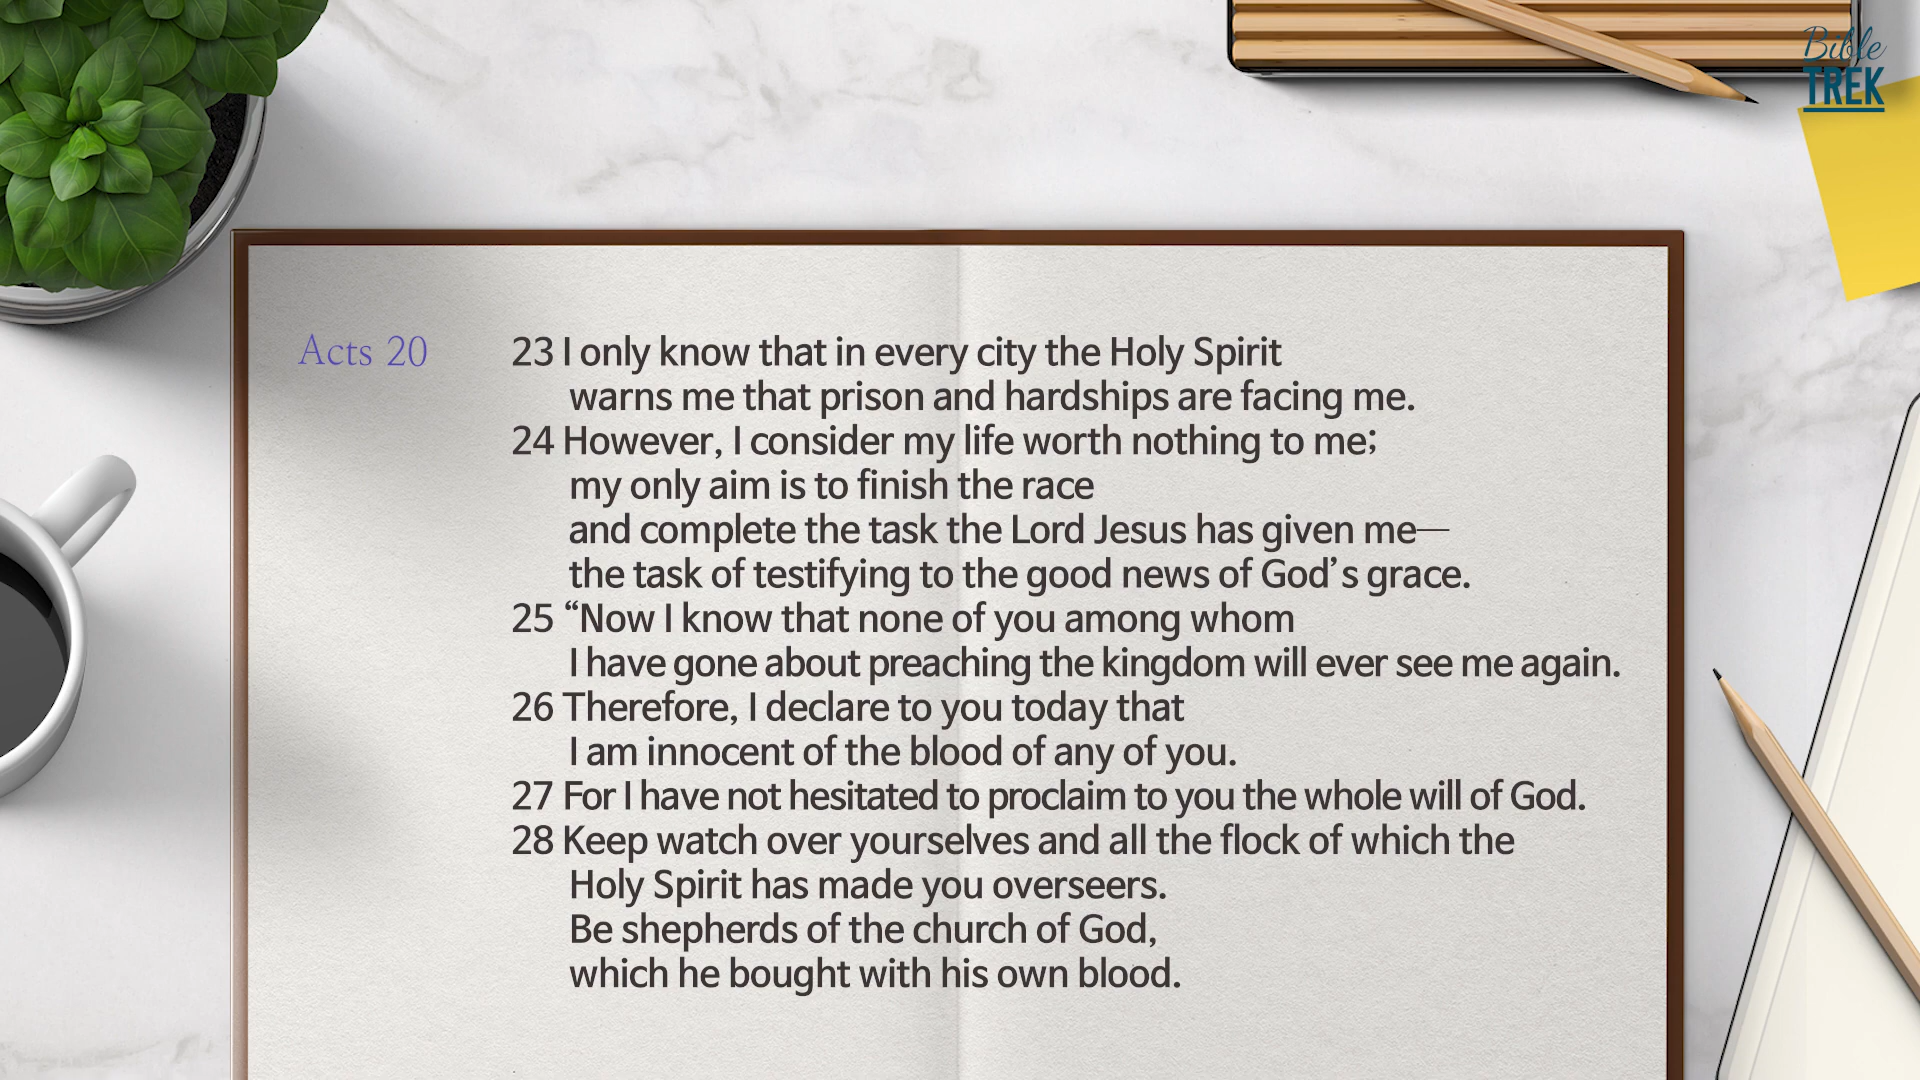 Bible
TREK
Acts 20
23 I only know that in every city the Holy Spirit
warns me that prison and hardships are facing me.
24 However, I consider my life worth nothing to me;
my only aim is to finish the race
and complete the task the Lord Jesus has given me—
the task of testifying to the good news of God’s grace.
25 “Now I know that none of you among whom
I have gone about preaching the kingdom will ever see me again.
26 Therefore, I declare to you today that
I am innocent of the blood of any of you.
27 For I have not hesitated to proclaim to you the whole will of God.
28 Keep watch over yourselves and all the flock of which the
Holy Spirit has made you overseers.
Be shepherds of the church of God,
which he bought with his own blood.